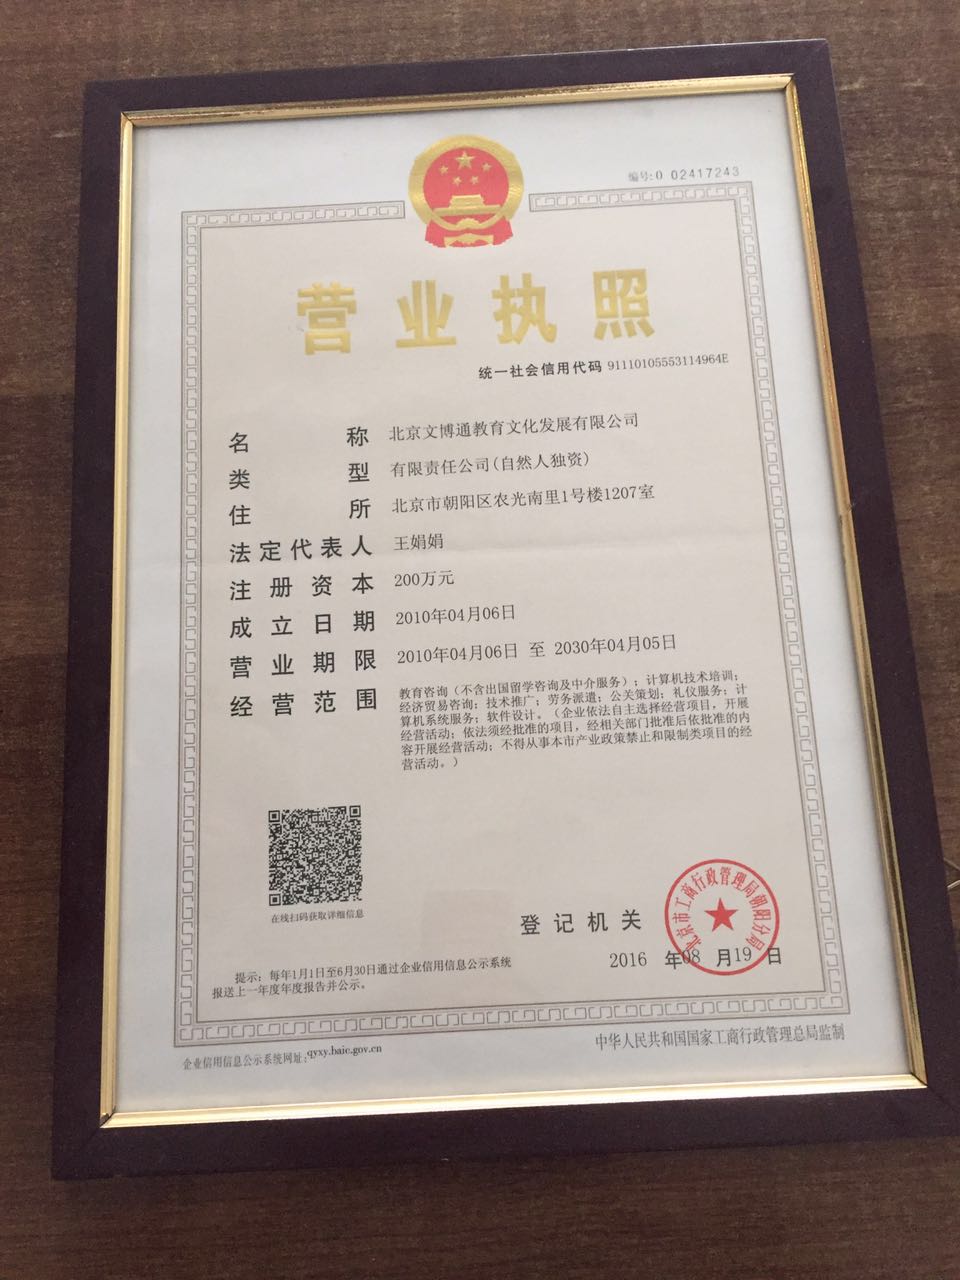 编号:0 02417243
营业执照
统一社会信用代码 91110105553114964E
名称 北京文博通教育文化发展有限公司
类型 有限责任公司(自然人独资)
住所 北京市朝阳区农光南里1号楼1207室
法定代表人 王娟娟
注册资本 200万元
成立日期 2010年04月06日
营业期限 2010年04月06日 至 2030年04月05日
经营范围 教育咨询(不含出国留学咨询及中介服务);计算机技术培训;
经济贸易咨询;技术推广;劳务派遣;公关策划;礼仪服务;计
算机系统服务;软件设计。(企业依法自主选择经营项目,开展
经营活动;依法须经批准的项目,经相关部门批准后依批准的内
容开展经营活动;不得从事本市产业政策禁止和限制类项目的经
营活动。)
在线扫码获取详细信息
登记机关
北京市工商行政管理局朝阳分局
2016 年08 月19 日
提示:每年1月1日至6月30日通过企业信用信息公示系统
报送上一年度年度报告并公示。
企业信用信息公示系统网址:qyxy.baic.gov.cn
中华人民共和国国家工商行政管理总局监制